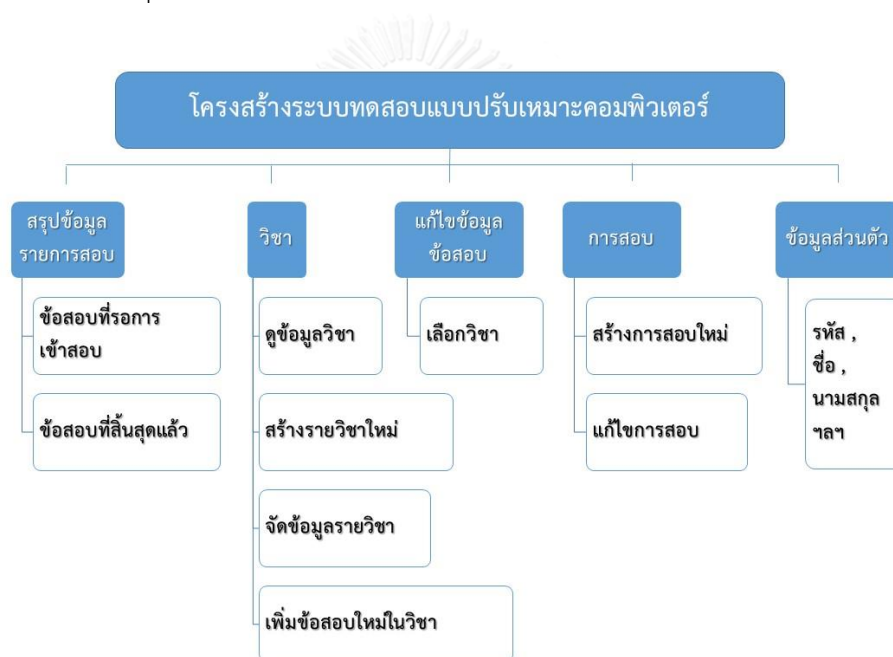 โครงสร้างระบบทดสอบแบบปรับเหมาะคอมพิวเตอร์
สรุปข้อมูล
รายการสอบ
ข้อสอบที่รอการ
เข้าสอบ
ข้อสอบที่สิ้นสุดแล้ว
วิชา
ดูข้อมูลวิชา
สร้างรายวิชาใหม่
จัดข้อมูลรายวิชา
เพิ่มข้อสอบใหม่ในวิชา
แก้ไขข้อมูล
ข้อสอบ
เลือกวิชา
การสอบ
สร้างการสอบใหม่
แก้ไขการสอบ
ข้อมูลส่วนตัว
รหัส ,
ชื่อ ,
นามสกุล
ฯลฯ